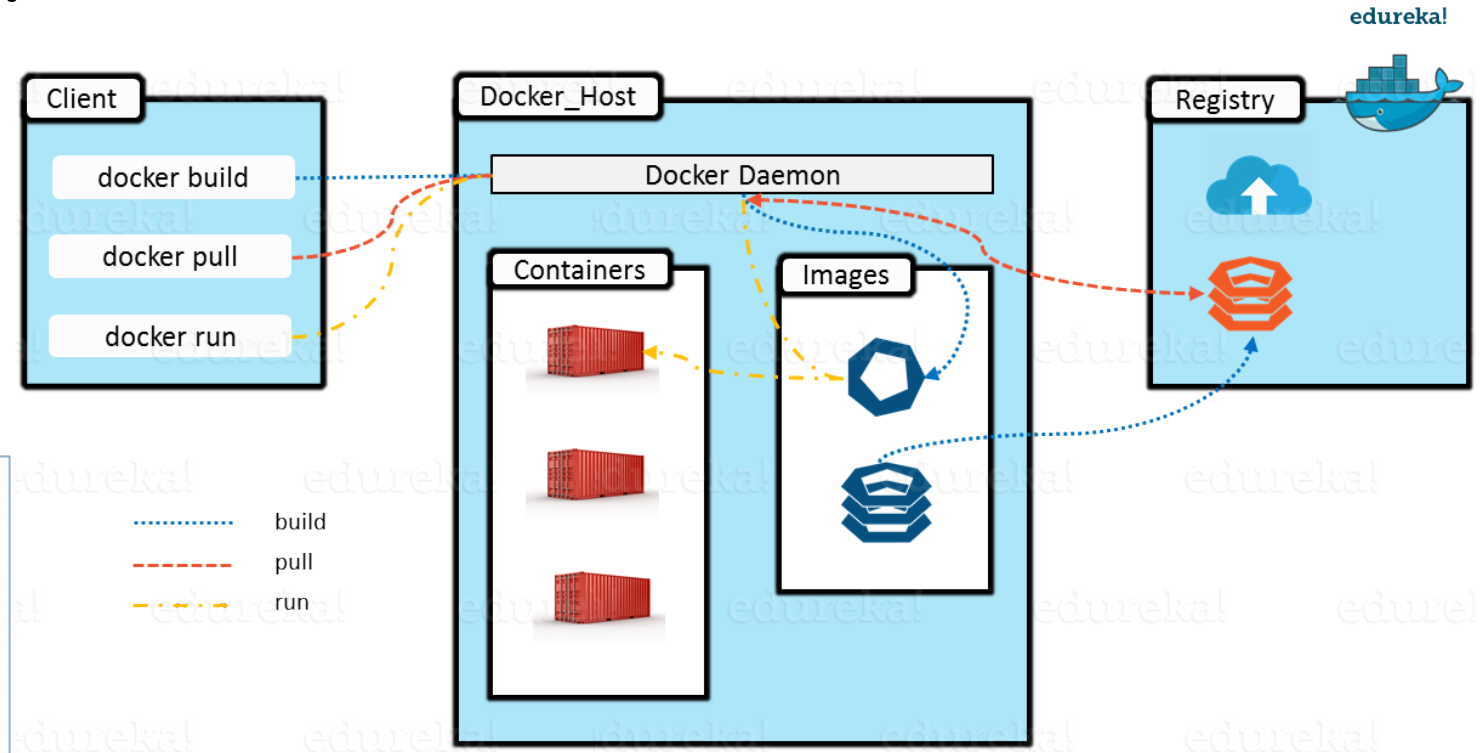 edureka!
Client
docker build
docker pull
docker run
Docker_Host
Docker Daemon
Containers
Images
Registry
build
pull
run